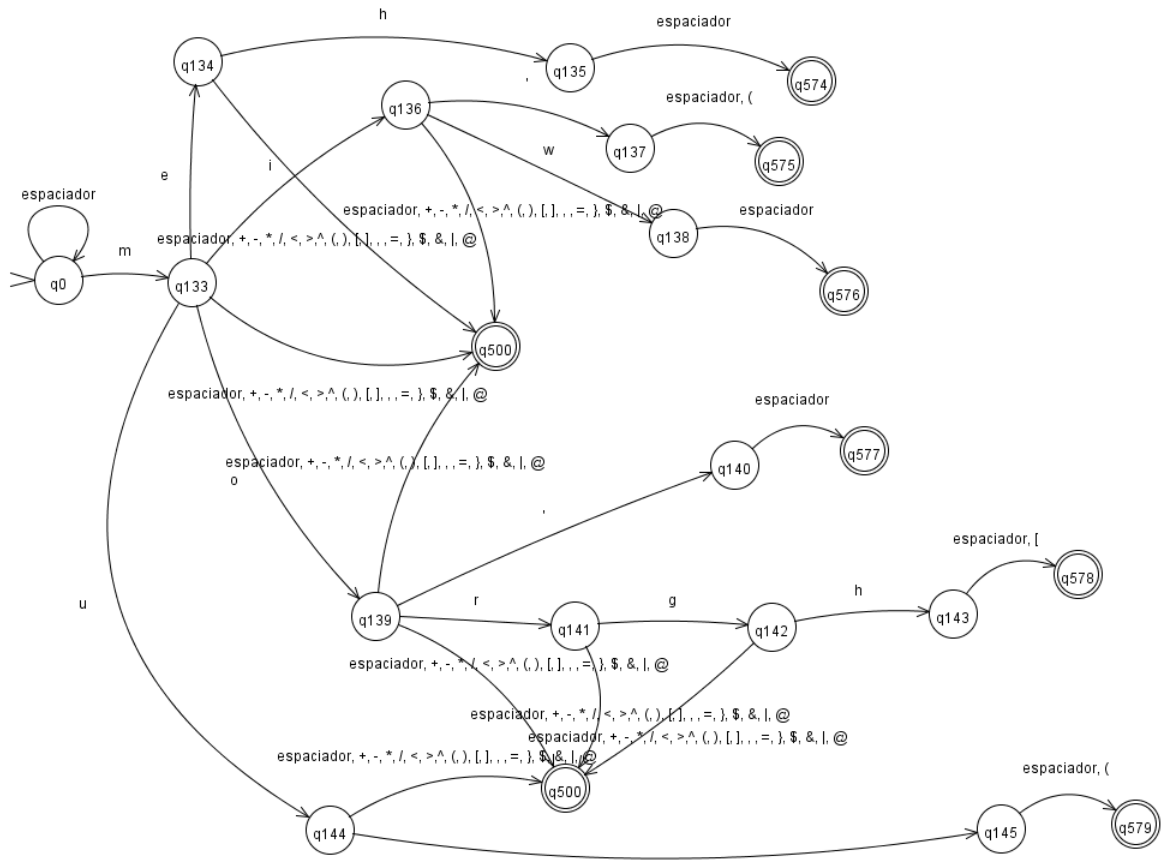 h
espaciador
q134
q135
q574
q136
'
espaciador, (
q137
q575
e
i
w
espaciador
espaciador, +, -, *, /, <, >,^, (, ), [, ], , , =, }, $, &, |, @
espaciador
q138
espaciador, +, -, *, /, <, >,^, (, ), [, ], , , =, }, $, &, |, @
m
q0
q133
q576
q500
espaciador, +, -, *, /, <, >,^, (, ), [, ], , , =, }, $, &, |, @
espaciador
q140
q577
espaciador, +, -, *, /, <, >,^, (, ), [, ], , , =, }, $, &, |, @
o
'
espaciador, [
q578
u
r
g
h
q139
q141
q142
q143
espaciador, +, -, *, /, <, >,^, (, ), [, ], , , =, }, $, &, |, @
espaciador, +, -, *, /, <, >,^, (, ), [, ], , , =, }, $, &, |, @
espaciador, +, -, *, /, <, >,^, (, ), [, ], , , =, }, $, &, |, @
espaciador, +, -, *, /, <, >,^, (, ), [, ], , , =, }, $, &, |, @
espaciador, (
q500
q144
q145
q579